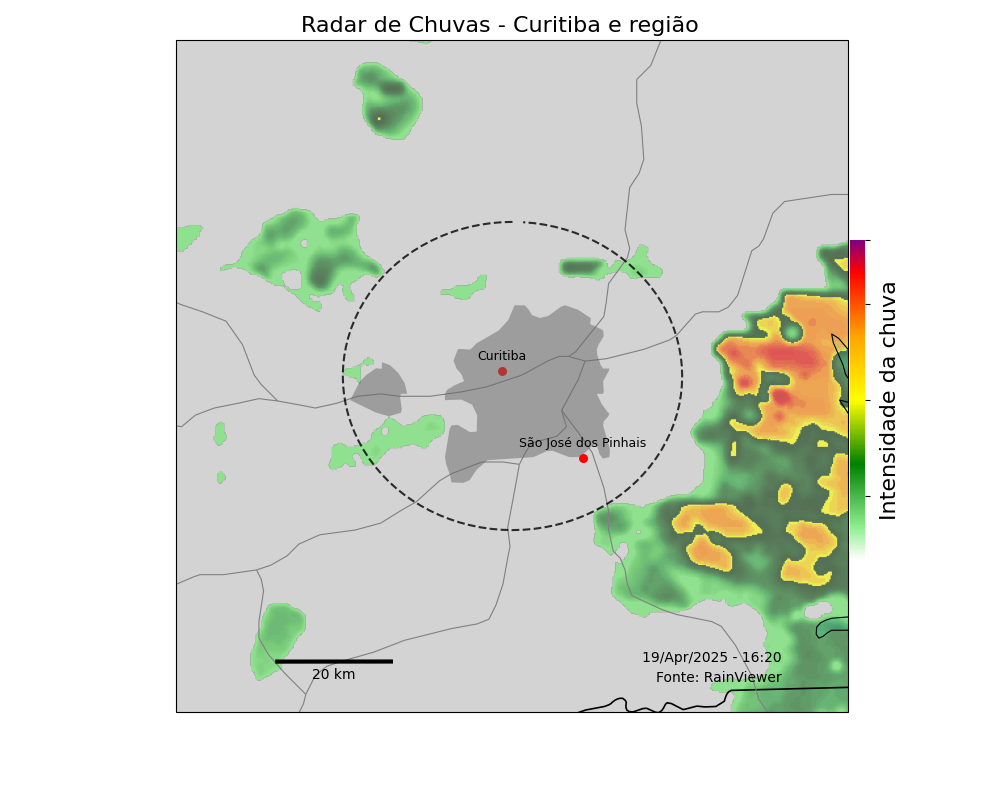 Radar de Chuvas - Curitiba e região
Curitiba
São José dos Pinhais
Intensidade da chuva
19/Apr/2025 - 16:20
Fonte: RainViewer
20 km